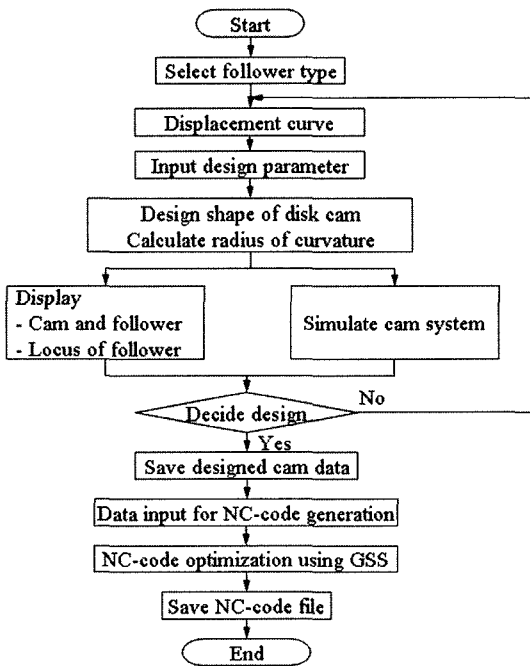 Start
Select follower type
Displacement curve
Input design parameter
Design shape of disk cam
Calculate radius of curvature
Display
- Cam and follower
- Locus of follower
Simulate cam system
Decide design
No
Yes
Save designed cam data
Data input for NC-code generation
NC-code optimization using GSS
Save NC-code file
End